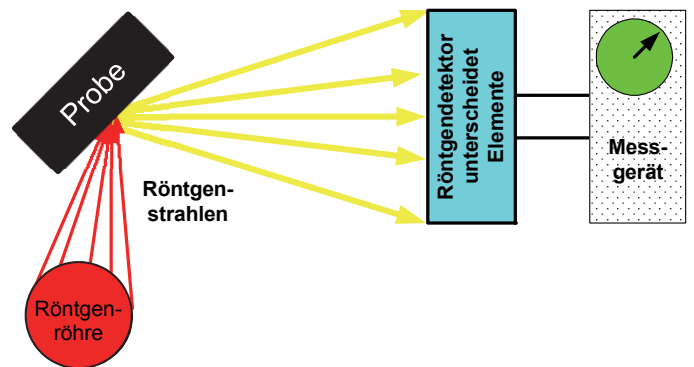 Probe
Röntgen-
strahlen
Röntgen-
röhre
Röntgendetektor
unterscheidet
Elemente
Mess-
gerät